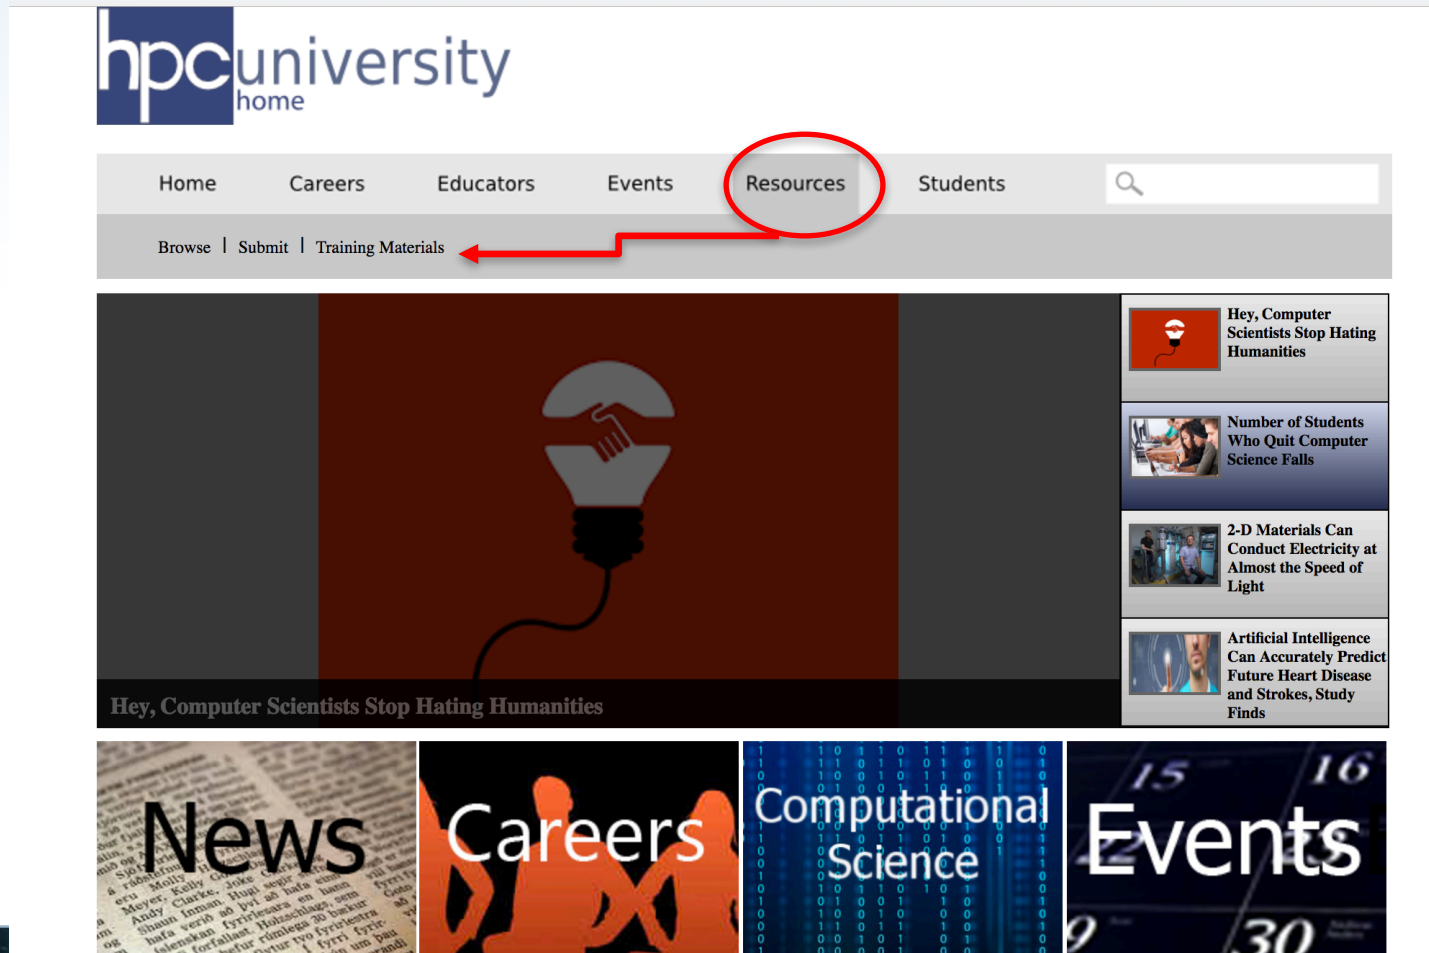 hpcuniversity
home
Home Careers Educators Events Resources Students
Browse | Submit | Training Materials
Hey, Computer Scientists Stop Hating Humanities
Hey, Computer
Scientists Stop Hating
Humanities
Number of Students
Who Quit Computer
Science Falls
2-D Materials Can
Conduct Electricity at
Almost the Speed of
Light
Artificial Intelligence
Can Accurately Predict
Future Heart Disease
and Strokes, Study
Finds
News
Careers
Computational
Science
Events
15 16
30